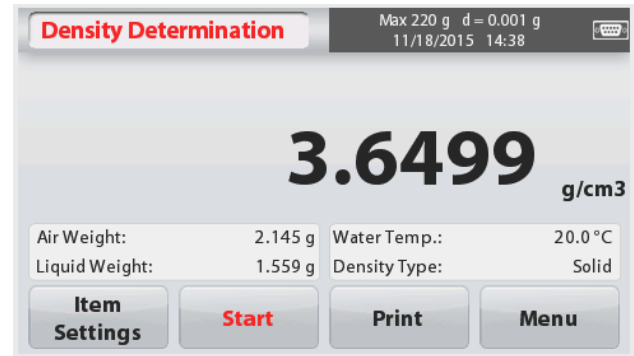 Density Determination
Max 220 g d = 0.001 g
11/18/2015 14:38
3.6499
g/cm3
Air Weight: 2.145 g Water Temp.: 20.0 °C
Liquid Weight: 1.559 g Density Type: Solid
Item
Settings
Start
Print
Menu